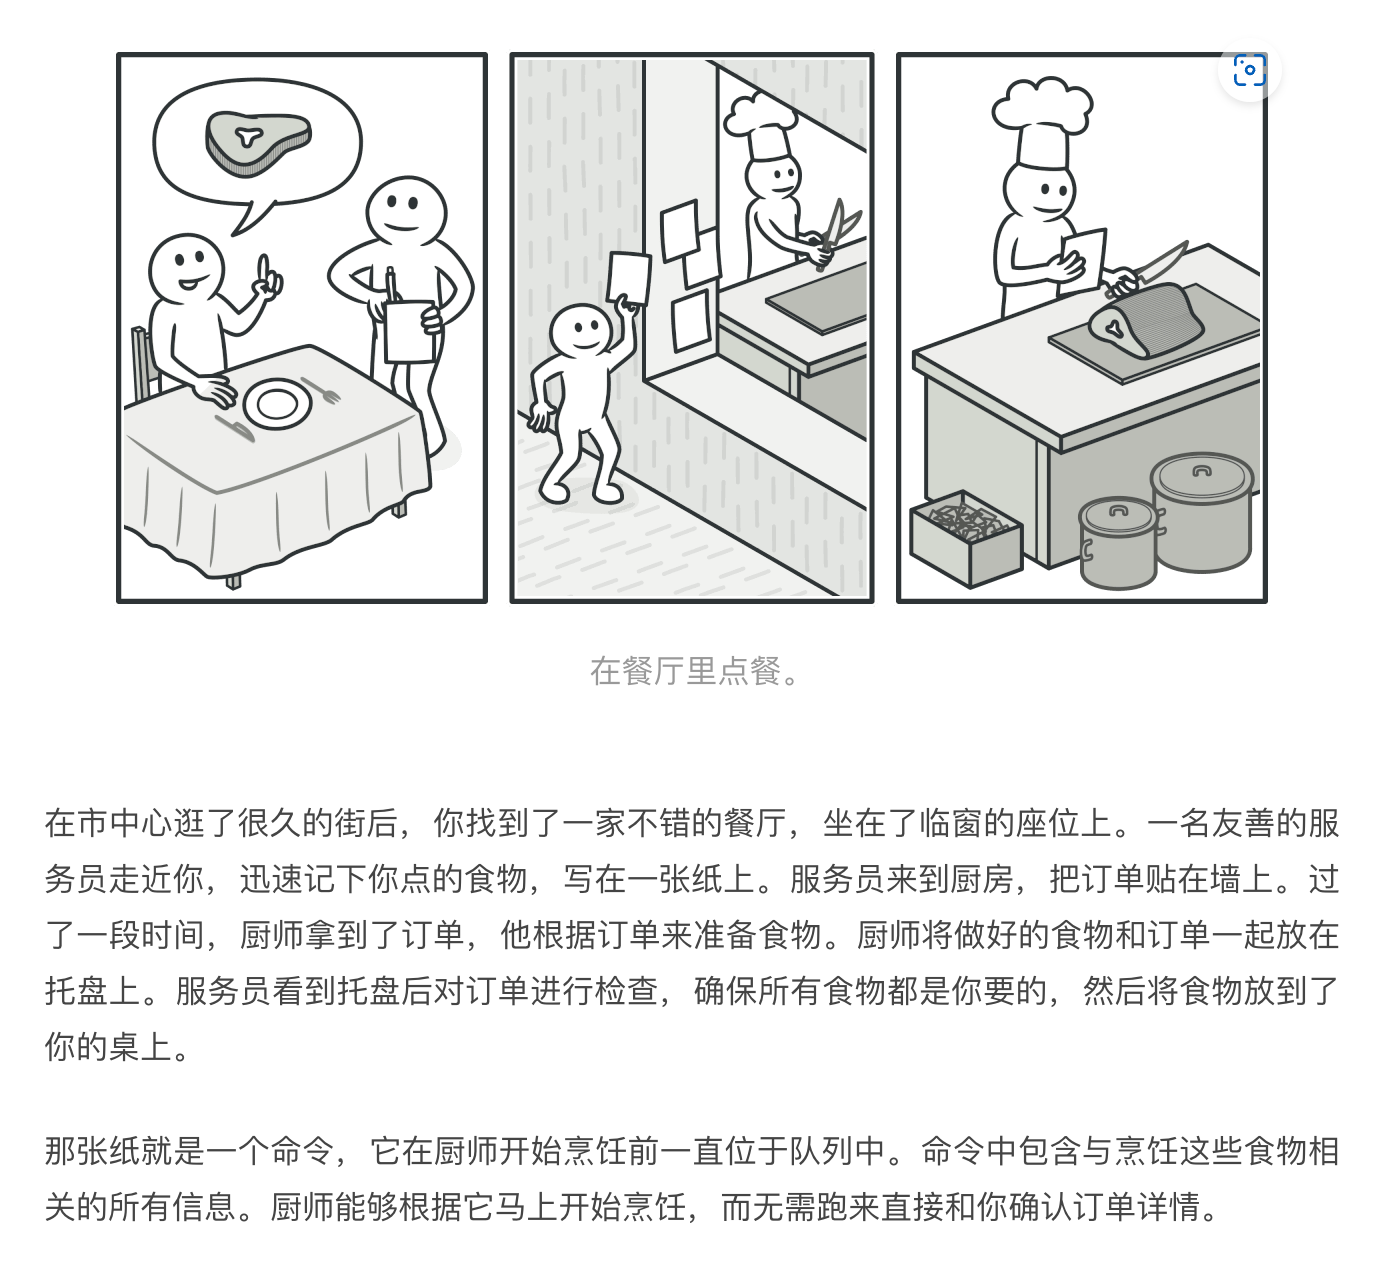 在餐厅里点餐。
在市中心逛了很久的街后， 你找到了一家不错的餐厅， 坐在了临窗的座位上。一名友善的服
务员走近你， 迅速记下你点的食物， 写在一张纸上。服务员来到厨房， 把订单贴在墙上。过
了一段时间， 厨师拿到了订单， 他根据订单来准备食物。厨师将做好的食物和订单一起放在
托盘上。服务员看到托盘后对订单进行检查， 确保所有食物都是你要的， 然后将食物放到了
你的桌上。
那张纸就是一个命令， 它在厨师开始烹饪前一直位于队列中。命令中包含与烹饪这些食物相
关的所有信息。厨师能够根据它马上开始烹饪， 而无需跑来直接和你确认订单详情。